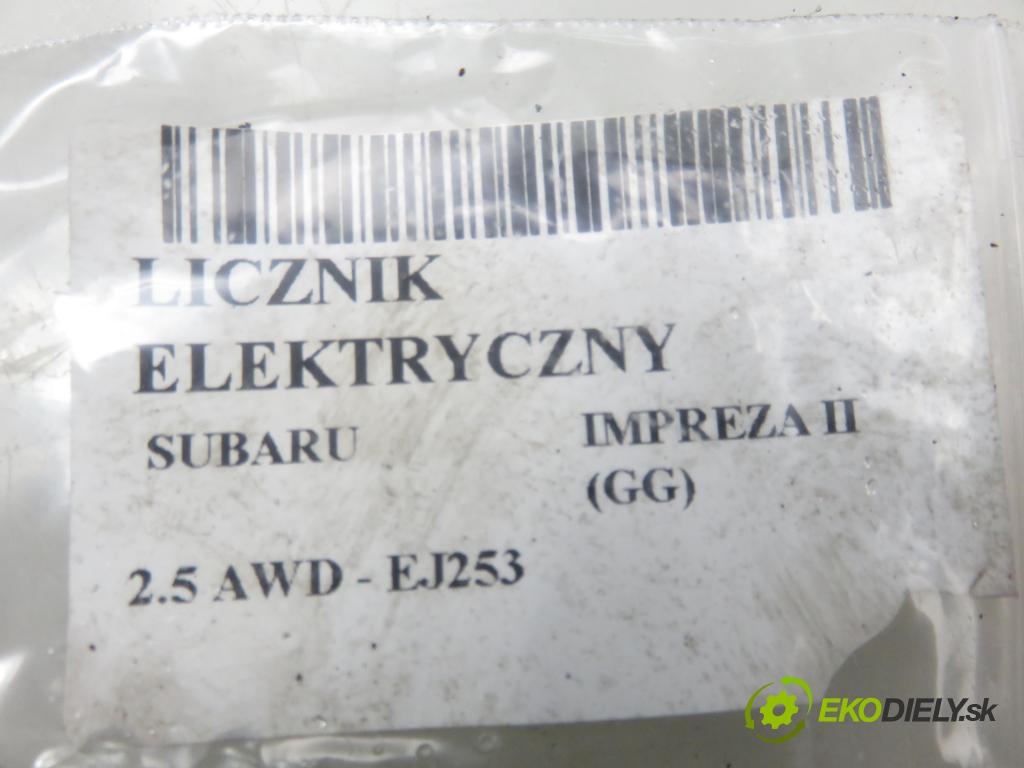 LICZNIK
ELEKTRYCZNY
SUBARU IMPREZA II
(GG)
2.5 AWD - EJ253
EKODIELY.sk